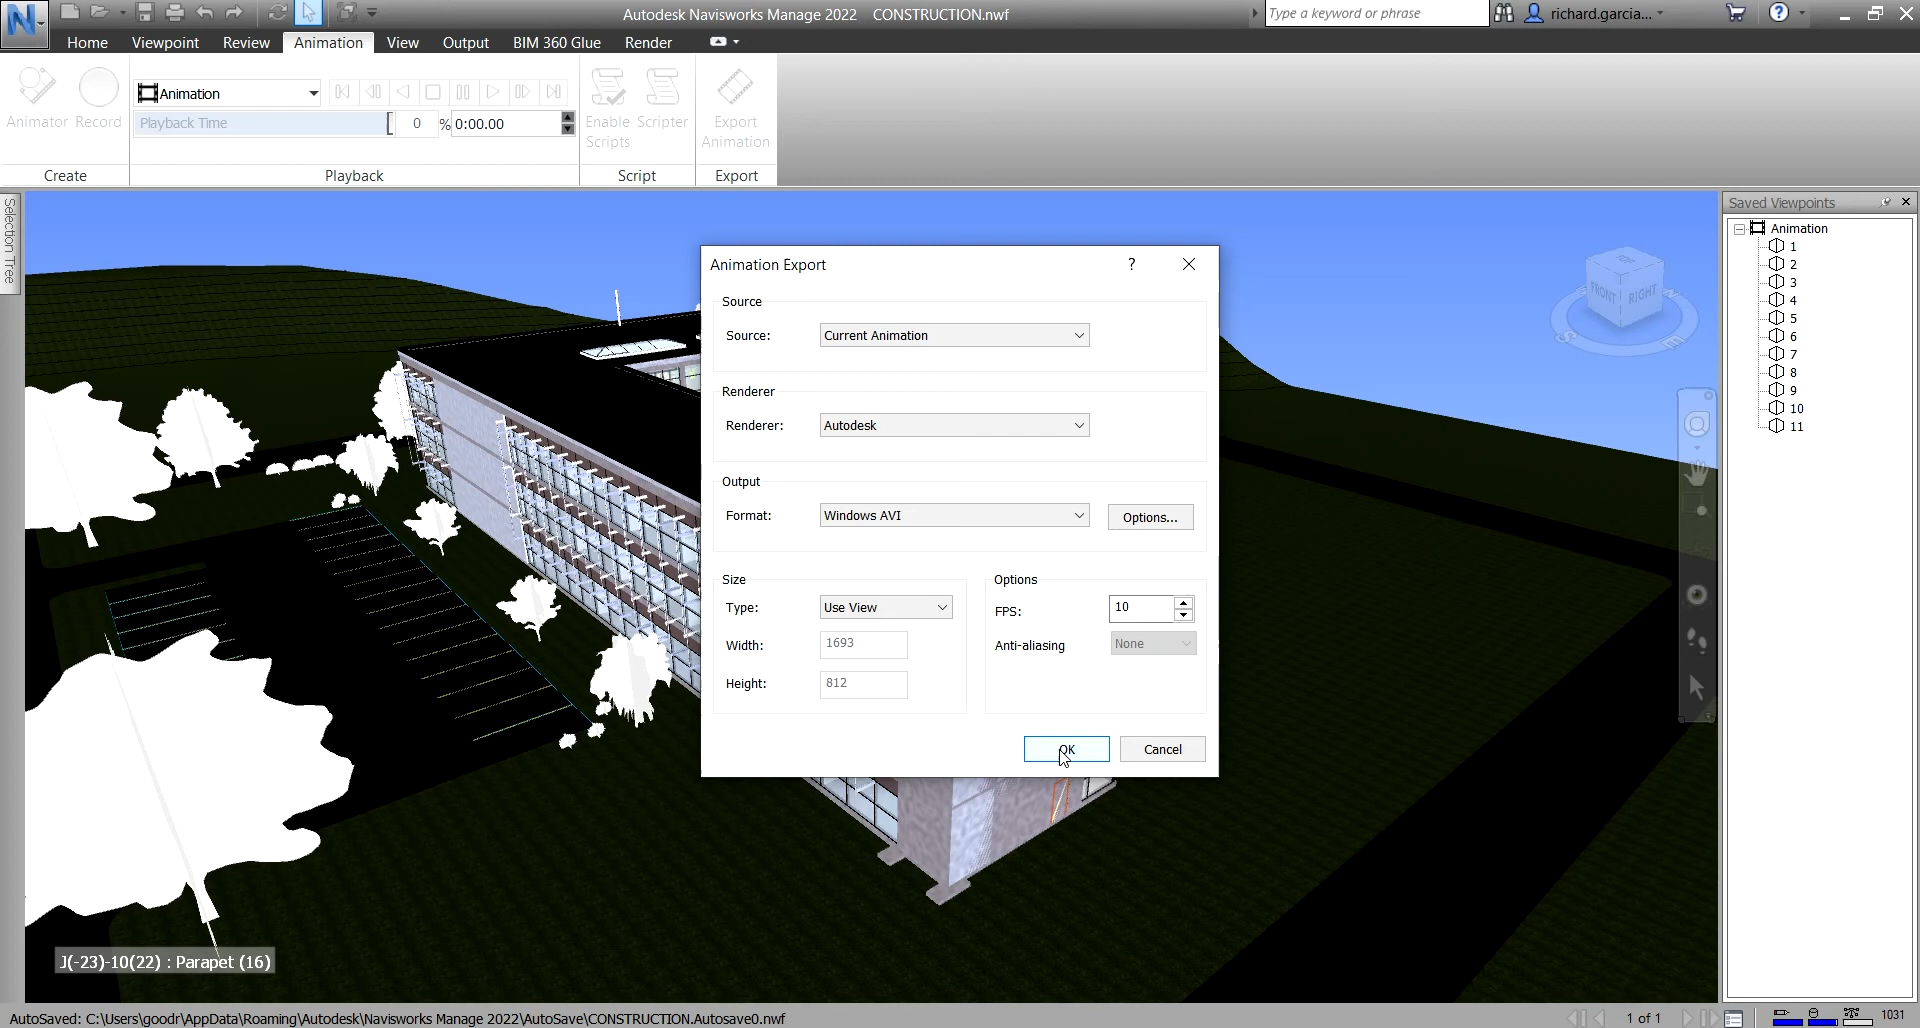 Autodesk Navisworks Manage 2022 CONSTRUCTION.nwf
Type a keyword or phrase
richard.garcia...
Home Viewpoint Review Animation View Output BIM 360 Glue Render
Animation
Animator Record
Playback Time 0 % 0:00.00
Enable Scripts
Scripter
Export Animation
Create Playback Script Export
Selection Tree
Saved Viewpoints
Animation
1
2
3
4
5
6
7
8
9
10
11
TOP
FRONT RIGHT
S E N
Animation Export ?
Source
Source: Current Animation
Renderer
Renderer: Autodesk
Output
Format: Windows AVI Options...
Size
Type: Use View
Width: 1693
Height: 812
Options
FPS: 10
Anti-aliasing None
OK Cancel
J(-23)-10(22) : Parapet (16)
AutoSaved: C:\Users\goodr\AppData\Roaming\Autodesk\Navisworks Manage 2022\AutoSave\CONSTRUCTION.Autosave0.nwf
1 of 1
1031